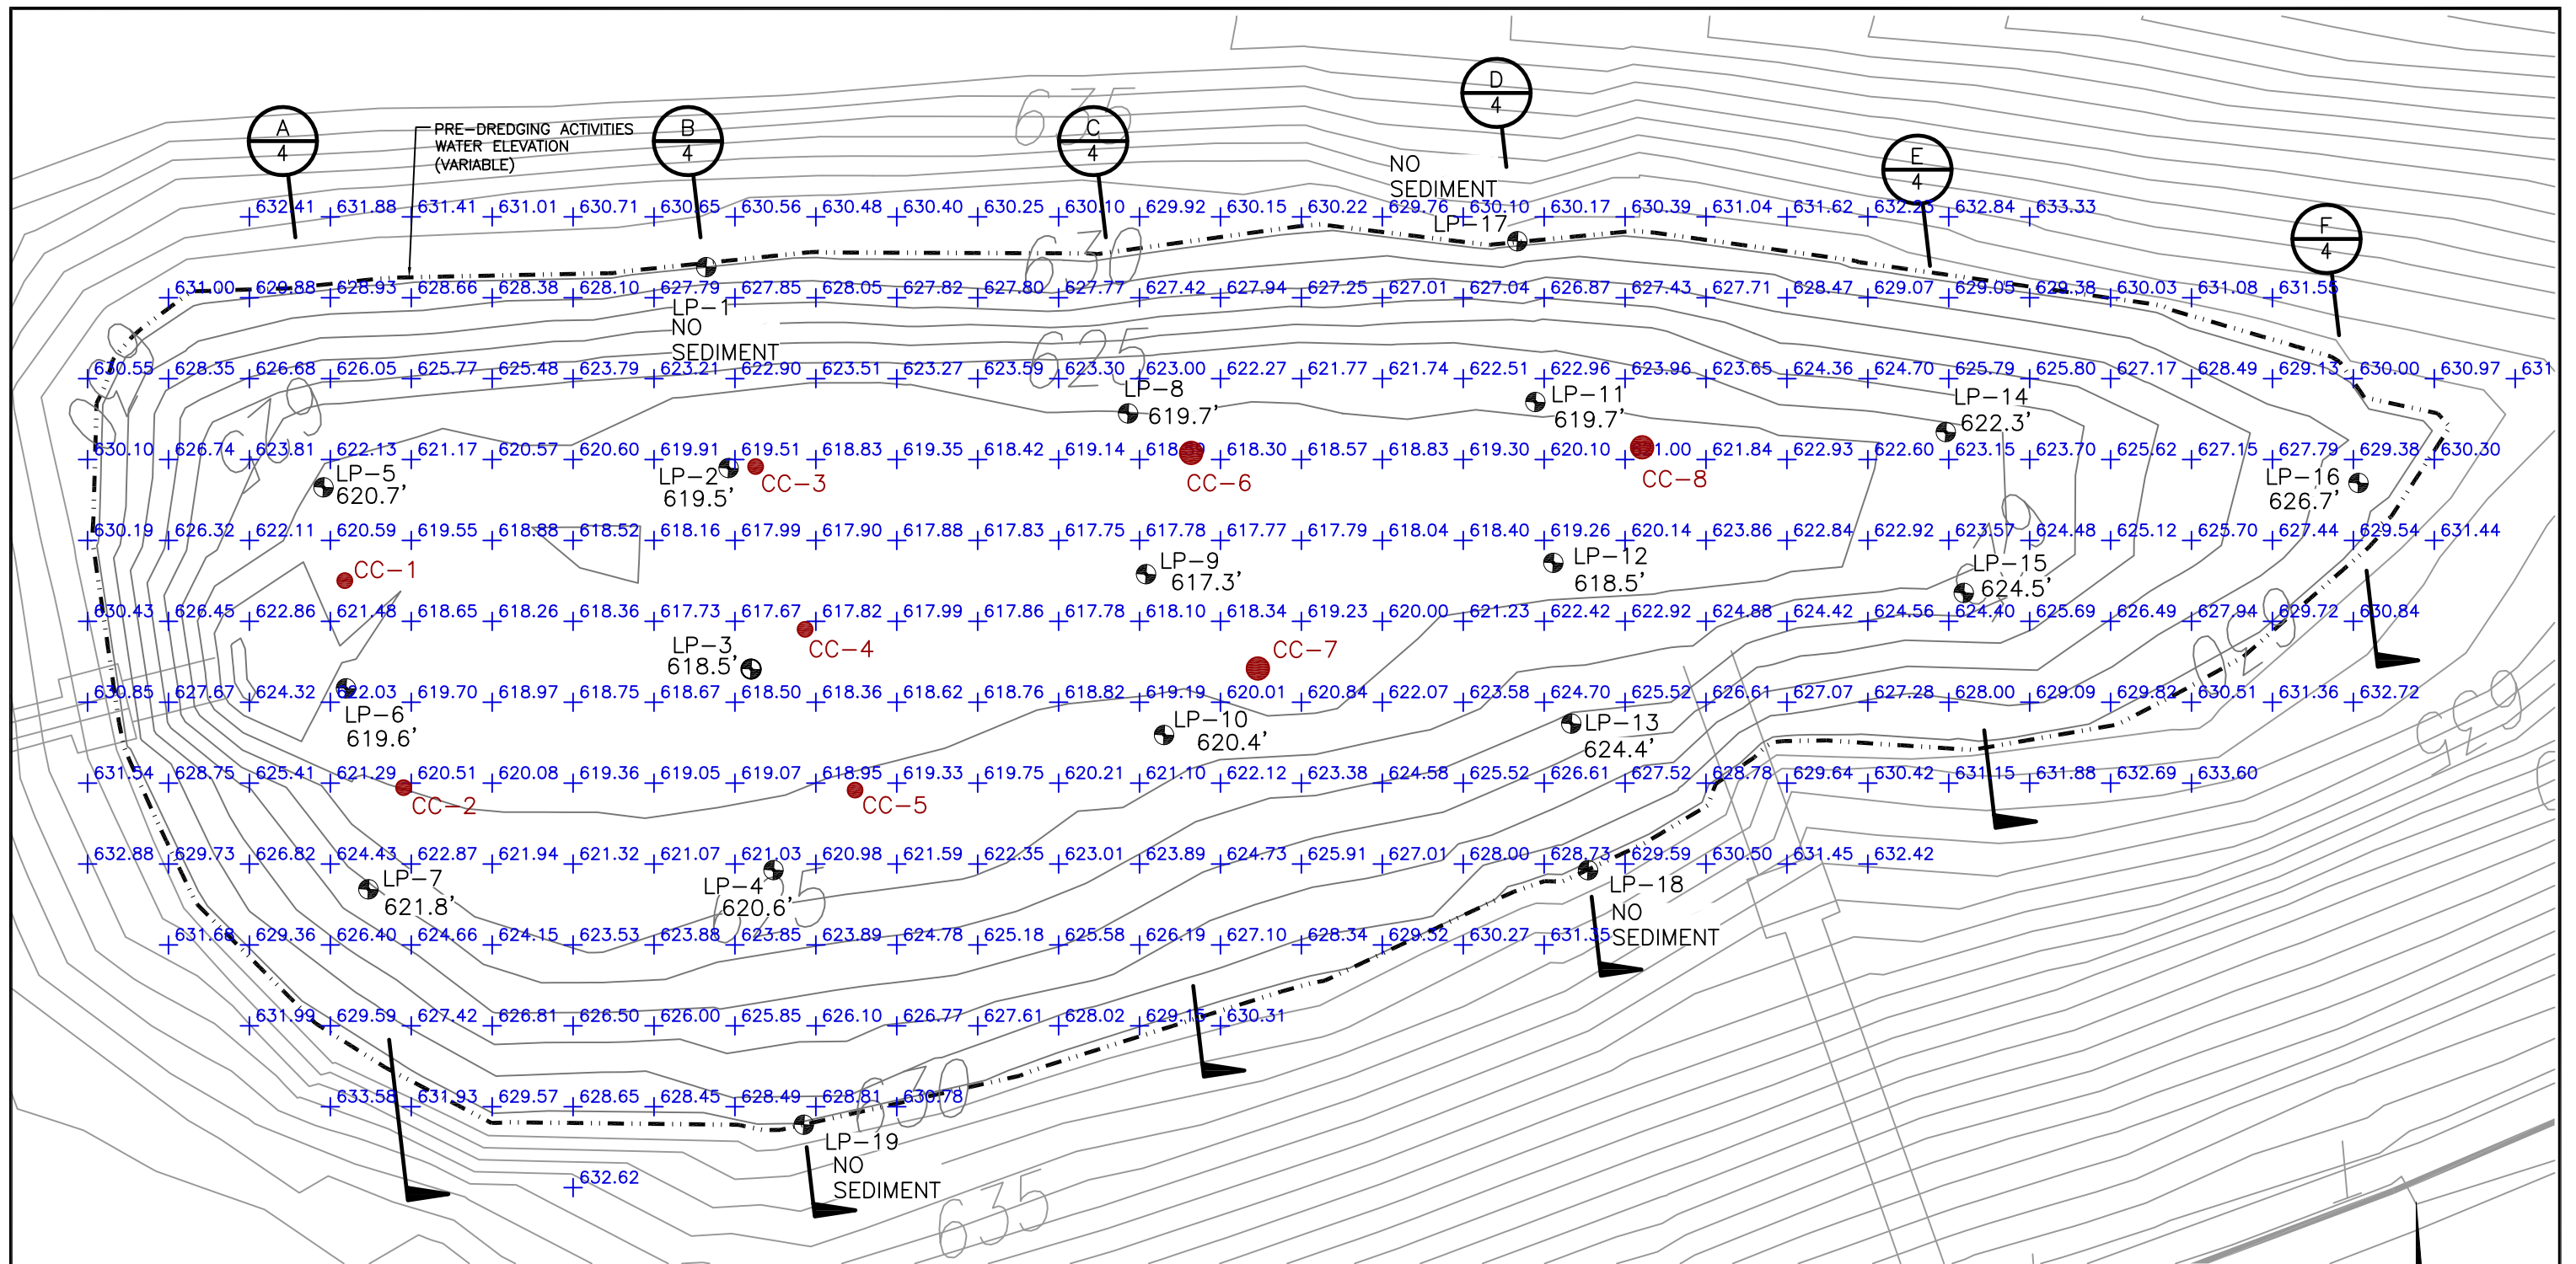 635
D
4
A
4
B
4
C
4
E
4
F
4
PRE-DREDGING ACTIVITIES
WATER ELEVATION
(VARIABLE)
NO
SEDIMENT
LP-17
632.41 631.88 631.41 631.01 630.71 630.65 630.56 630.48 630.40 630.25 630.10 629.92 630.15 630.22 629.76 630.10 630.17 630.39 631.04 631.62 632.23 632.84 633.33
630
631.00 629.88 628.93 628.66 628.38 628.10 627.79 627.85 628.05 627.82 627.80 627.77 627.42 627.94 627.25 627.01 627.04 626.87 627.43 627.71 628.47 629.07 629.05 629.38 630.03 631.08 631.55
LP-1
NO
SEDIMENT
625
630.55 628.35 626.68 626.05 625.77 625.48 623.79 623.21 622.90 623.51 623.27 623.59 623.30 623.00 622.27 621.77 621.74 622.51 622.96 623.96 623.65 624.36 624.70 625.79 625.80 627.17 628.49 629.13 630.00 630.97 631
LP-8
619.7'
LP-11
619.7'
LP-14
622.3'
630.10 626.74 623.81 622.13 621.17 620.57 620.60 619.91 619.51 618.83 619.35 618.42 619.14 618.30 618.57 618.83 619.30 620.10 621.00 621.84 622.93 622.60 623.15 623.70 625.62 627.79 629.38 630.30
LP-5
620.7'
LP-2
619.5'
CC-3
CC-6
CC-8
LP-16
626.7'
630.19 626.32 622.11 620.59 619.55 618.88 618.52 618.16 617.99 617.90 617.88 617.83 617.75 617.78 617.77 617.79 618.04 618.40 619.26 620.14 623.86 622.84 622.92 623.57 624.48 625.12 625.70 627.44 629.54 631.44
CC-1
LP-9
617.3'
LP-12
618.5'
LP-15
624.5'
630.43 626.45 622.86 621.48 618.65 618.26 618.36 617.73 617.67 617.82 617.99 617.86 617.78 618.10 618.34 619.23 620.00 621.23 622.42 622.92 624.88 624.42 624.56 624.40 625.69 626.49 627.94 629.72 630.84
630
LP-3
618.5'
CC-4
CC-7
630.85 627.67 624.32 622.03 619.70 618.97 618.75 618.67 618.50 618.36 618.62 618.76 618.82 619.19 620.01 620.84 622.07 623.58 624.70 625.52 626.61 627.07 627.28 628.00 629.09 629.82 630.51 631.36 632.72
635
LP-6
619.6'
LP-10
620.4'
LP-13
624.4'
631.54 628.75 625.41 621.29 620.51 620.08 619.36 619.05 619.07 618.95 619.33 619.75 620.21 621.10 622.12 623.38 624.58 625.52 626.61 627.52 628.78 629.64 630.42 631.15 631.88 632.69 633.60
CC-2
CC-5
632.88 629.73 626.82 624.43 622.87 621.94 621.32 621.07 621.03 620.98 621.59 622.35 623.01 623.89 624.73 625.91 627.01 628.00 628.73 629.59 630.50 631.45 632.42
LP-7
621.8'
LP-4
620.6'
LP-18
NO
SEDIMENT
631.68 629.36 626.40 624.66 624.15 623.53 623.88 623.85 623.89 624.78 625.18 625.58 626.19 627.10 628.34 629.52 630.27 631.35
631.99 629.59 627.42 626.81 626.50 626.00 625.85 626.10 626.77 627.61 628.02 629.15 630.31
633.58 631.93 629.57 628.65 628.45 628.49 628.81 630.78
630
LP-19
NO
SEDIMENT
632.62
635